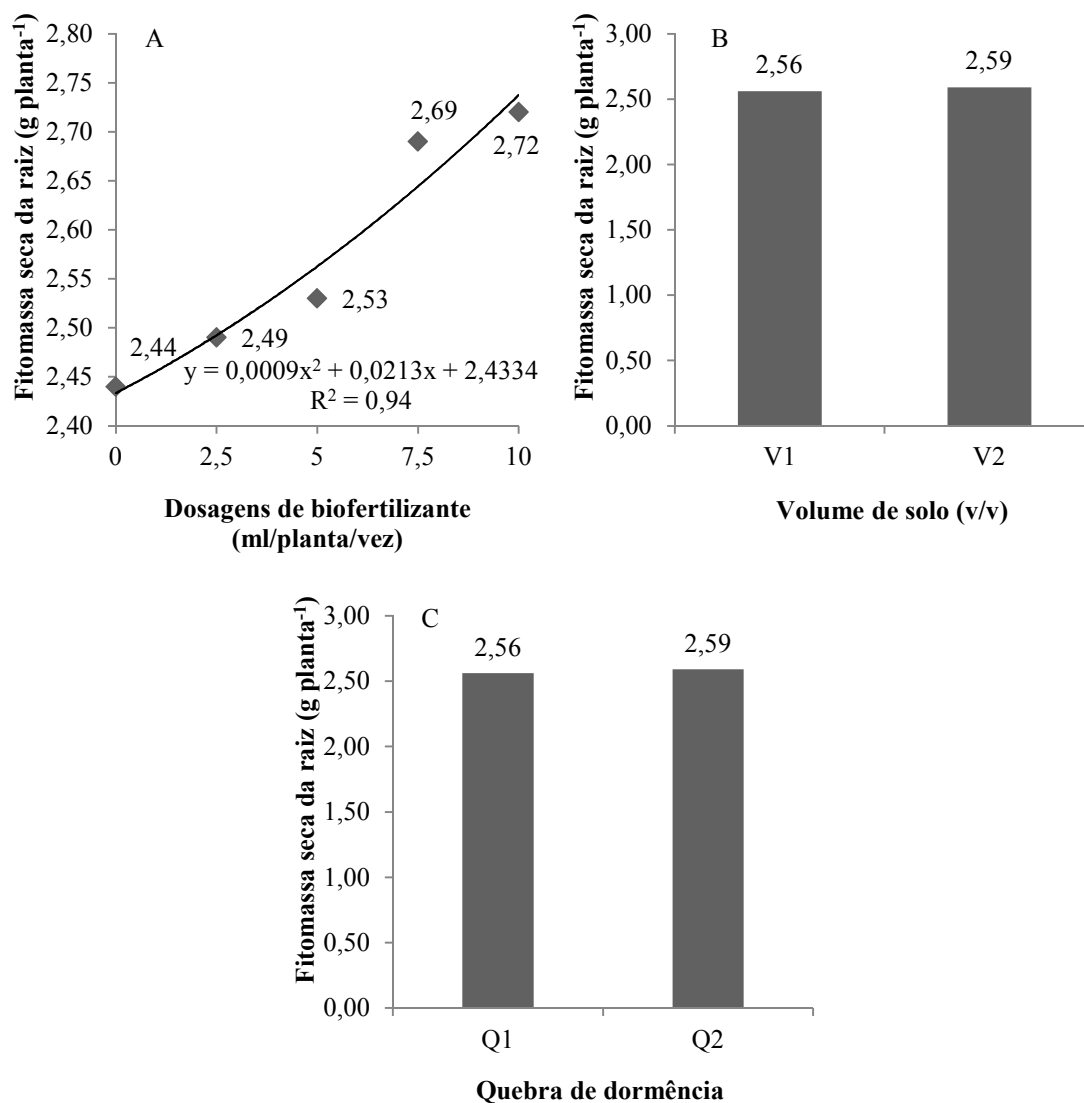 A
Fitomassa seca da raiz (g planta⁻¹)
2,80
2,75
2,70
2,65
2,60
2,55
2,50
2,45
2,40
2,69
2,72
2,53
2,44
2,49
y = 0,0009x² + 0,0213x + 2,4334
R² = 0,94
0 2,5 5 7,5 10
Dosagens de biofertilizante
(ml/planta/vez)
B
Fitomassa seca da raiz (g planta⁻¹)
3,00
2,50
2,00
1,50
1,00
0,50
0,00
2,56 2,59
V1 V2
Volume de solo (v/v)
C
Fitomassa seca da raiz (g planta⁻¹)
3,00
2,50
2,00
1,50
1,00
0,50
0,00
2,56 2,59
Q1 Q2
Quebra de dormência